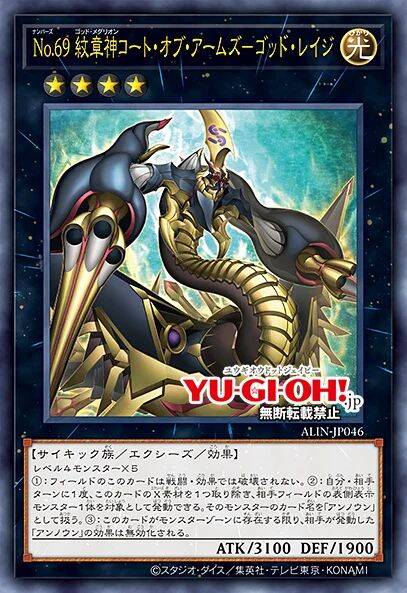 ナンバーズ ゴッド・メダリオン
No.69 紋章神コート・オブ・アームズーゴッド・レイジ
ひかり
光
ユウギオウドットジェイピー
YU-GI-OH!.jp
無断転載禁止
ALIN-JP046
【サイキック族／エクシーズ／効果】
レベル４モンスター×５
①：フィールドのこのカードは戦闘・効果では破壊されない。②：自分・相手
ターンに１度、このカードのＸ素材を１つ取り除き、相手フィールドの表側表示
モンスター１体を対象として発動できる。そのモンスターのカード名を「アンノウン」
として扱う。③：このカードがモンスターゾーンに存在する限り、相手が発動した
「アンノウン」の効果は無効化される。
ATK/3100 DEF/1900
©スタジオ・ダイス／集英社・テレビ東京・KONAMI